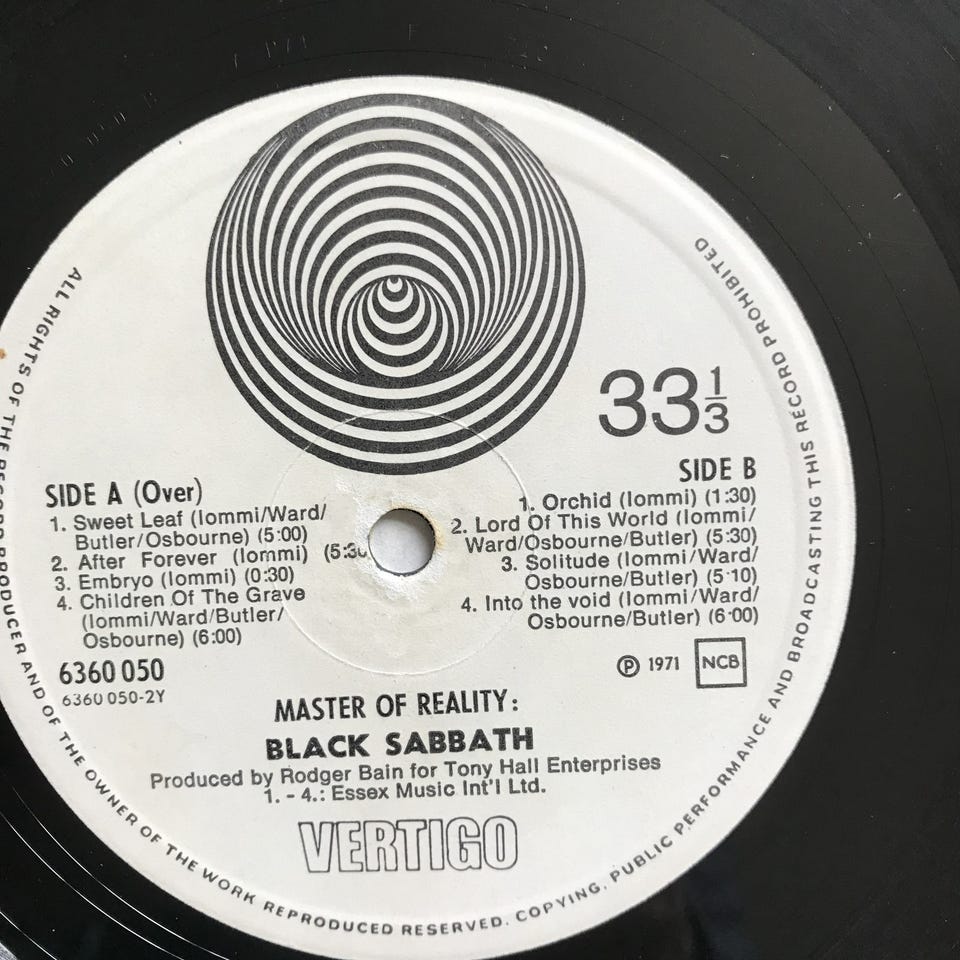 33 1/3
SIDE A (Over)
1. Sweet Leaf (Iommi/Ward/
Butler/Osbourne) (5:00)
2. After Forever (Iommi)
3. Embryo (Iommi) (0:30)
4. Children Of The Grave
(Iommi/Ward/Butler/
Osbourne) (6:00)
6360 050
6360 050-2Y
SIDE B
1. Orchid (Iommi) (1:30)
2. Lord Of This World (Iommi/
Ward/Osbourne/Butler) (5:30)
3. Solitude (Iommi/Ward/
Osbourne/Butler) (5:10)
4. Into the void (Iommi/Ward/
Osbourne/Butler) (6:00)
℗ 1971 NCB
MASTER OF REALITY:
BLACK SABBATH
Produced by Rodger Bain for Tony Hall Enterprises
1. - 4.: Essex Music Int'l Ltd.
VERTIGO
ALL RIGHTS OF THE RECORD PRODUCER AND OF THE OWNER OF THE WORK REPRODUCED RESERVED. COPYING, PUBLIC PERFORMANCE AND BROADCASTING THIS RECORD PROHIBITED